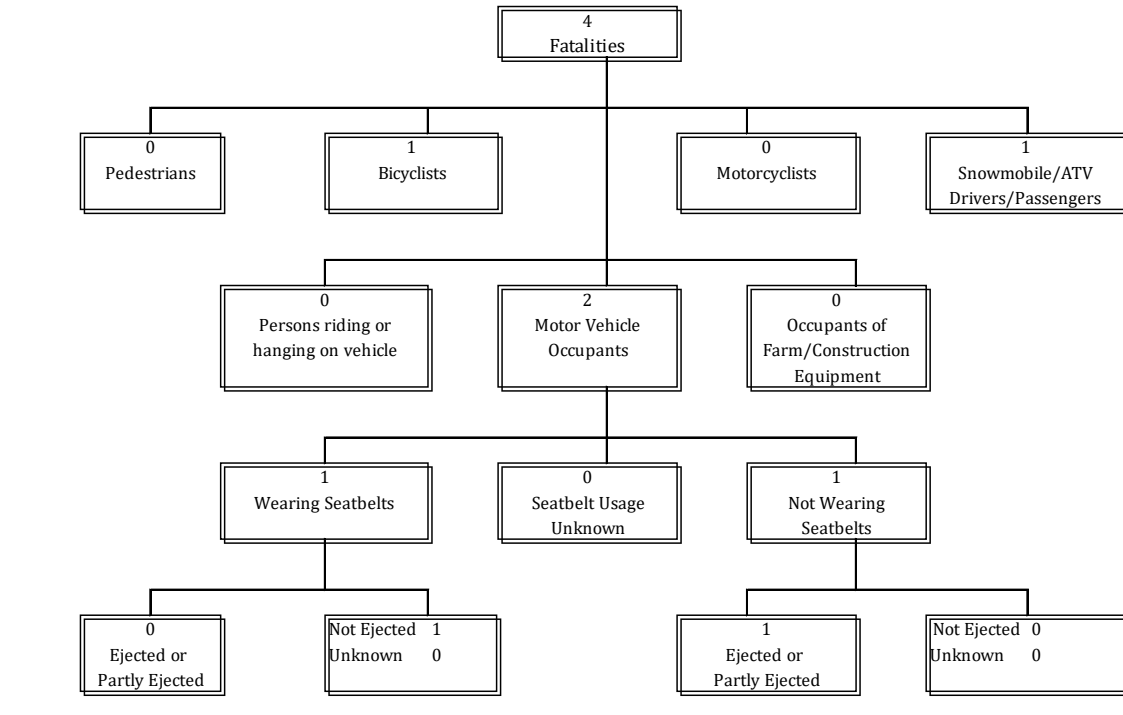 4
Fatalities
0
Pedestrians
1
Bicyclists
0
Motorcyclists
1
Snowmobile/ATV
Drivers/Passengers
0
Persons riding or
hanging on vehicle
2
Motor Vehicle
Occupants
0
Occupants of
Farm/Construction
Equipment
1
Wearing Seatbelts
0
Seatbelt Usage
Unknown
1
Not Wearing
Seatbelts
0
Ejected or
Partly Ejected
Not Ejected 1
Unknown 0
1
Ejected or
Partly Ejected
Not Ejected 0
Unknown 0